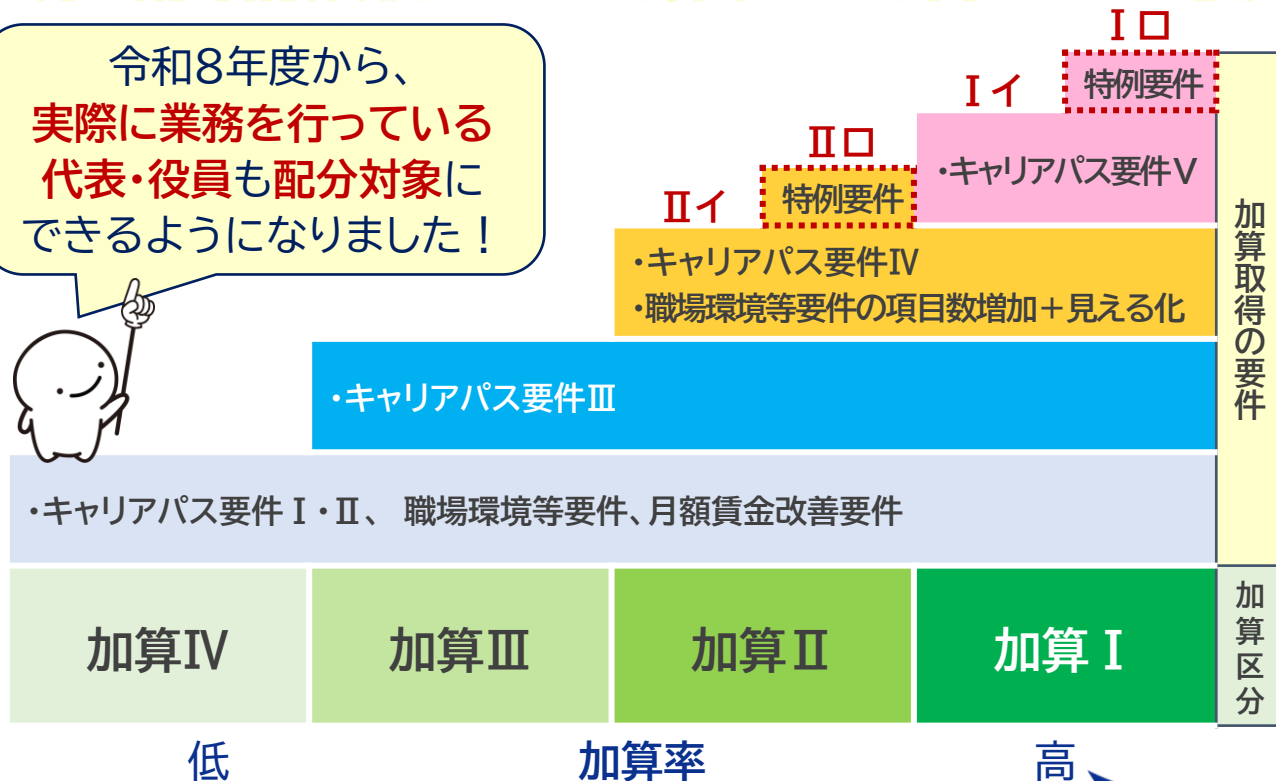 令和8年度から、
実際に業務を行っている
代表・役員も配分対象に
できるようになりました！
Ⅰロ
特例要件
Ⅰイ
・キャリアパス要件Ⅴ
Ⅱロ
特例要件
Ⅱイ
・キャリアパス要件Ⅳ
・職場環境等要件の項目数増加＋見える化
・キャリアパス要件Ⅲ
・キャリアパス要件Ⅰ・Ⅱ、 職場環境等要件、月額賃金改善要件
加算取得の要件
加算Ⅳ
加算Ⅲ
加算Ⅱ
加算Ⅰ
加算区分
低
加算率
高